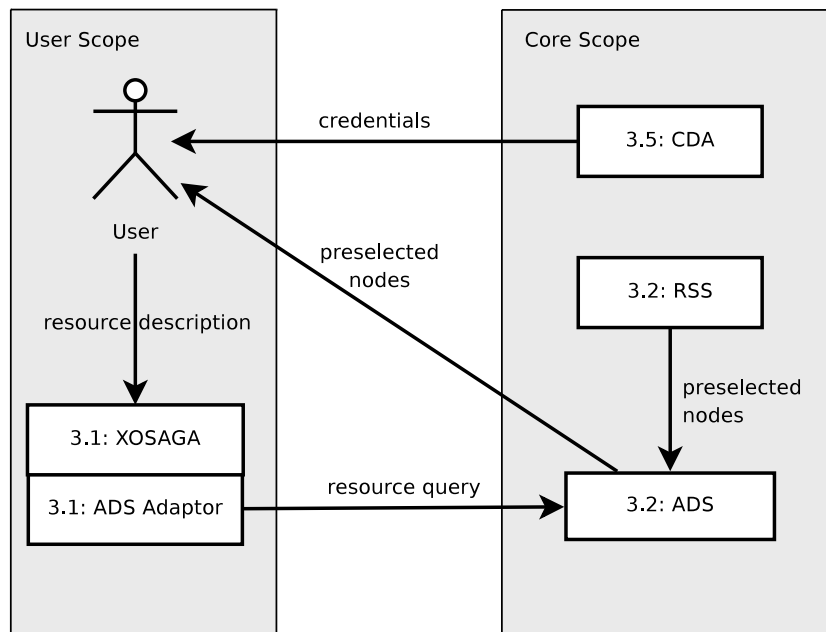 User Scope
Core Scope
credentials
3.5: CDA
User
preselected
nodes
3.2: RSS
resource description
preselected
nodes
3.1: XOSAGA
3.1: ADS Adaptor
resource query
3.2: ADS